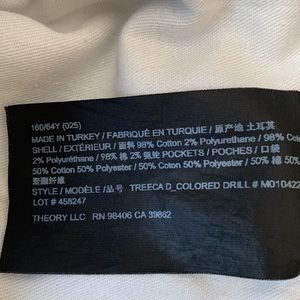 160/64Y (025)
MADE IN TURKEY / FABRIQUÉ EN TURQUIE / 原产地 土耳其
SHELL / EXTÉRIEUR / 面料 98% Cotton 2% Polyurethane / 98% Coton
2% Polyuréthane / 98% 棉 2% 氨纶 POCKETS / POCHES / 口袋
50% Cotton 50% Polyester / 50% Coton 50% Polyester / 50% 棉 50%
聚酯纤维
STYLE / MODÈLE /品号 TREECA D_COLORED DRILL # M010422
LOT # 458247
THEORY LLC RN 98406 CA 39862